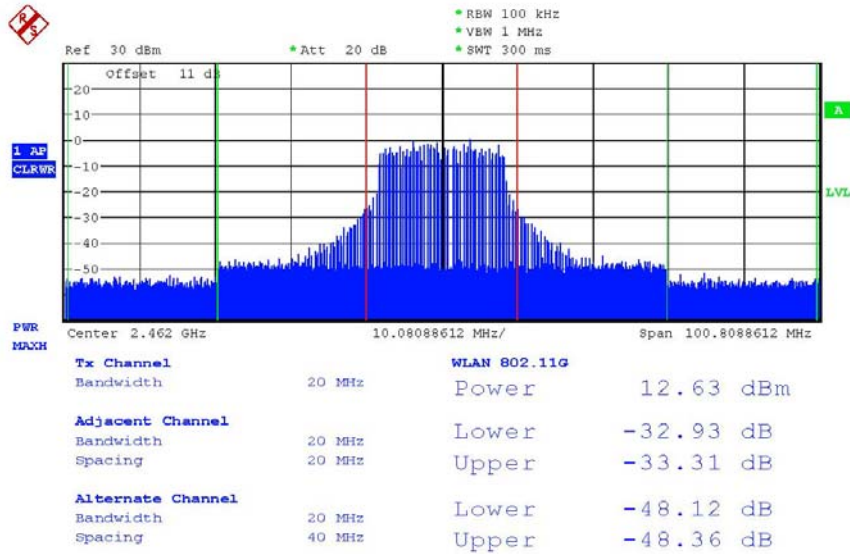 R S
* RBW 100 kHz
* VBW 1 MHz
Ref 30 dBm * Att 20 dB * SWT 300 ms
Offset 11 dB
20
10
A
0
1 AP
CLRWR
-10
-20
LVL
-30
-40
-50
PWR
MAXH
Center 2.462 GHz 10.08088612 MHz/ Span 100.8088612 MHz
Tx Channel WLAN 802.11G
Bandwidth 20 MHz Power 12.63 dBm
Adjacent Channel
Bandwidth 20 MHz Lower -32.93 dB
Spacing 20 MHz Upper -33.31 dB
Alternate Channel
Bandwidth 20 MHz Lower -48.12 dB
Spacing 40 MHz Upper -48.36 dB